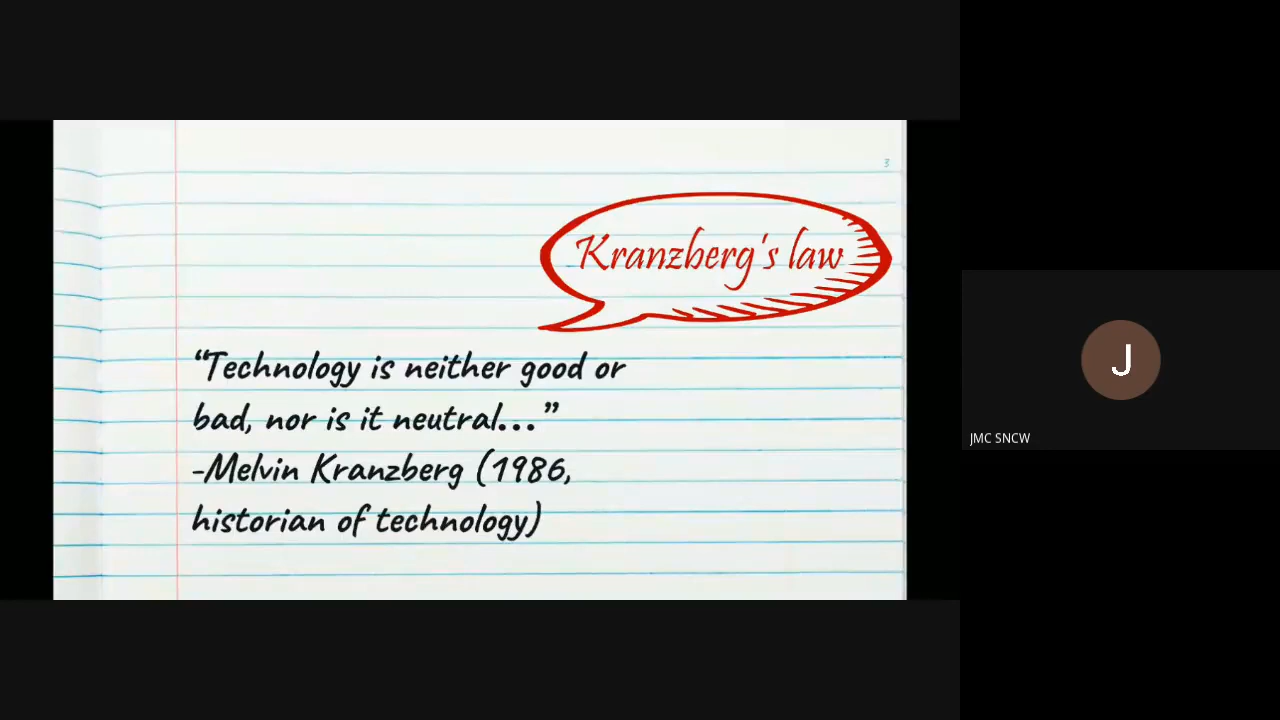 3
Kranzberg's law
“Technology is neither good or
bad, nor is it neutral...”
-Melvin Kranzberg (1986,
historian of technology)
J
JMC SNCW